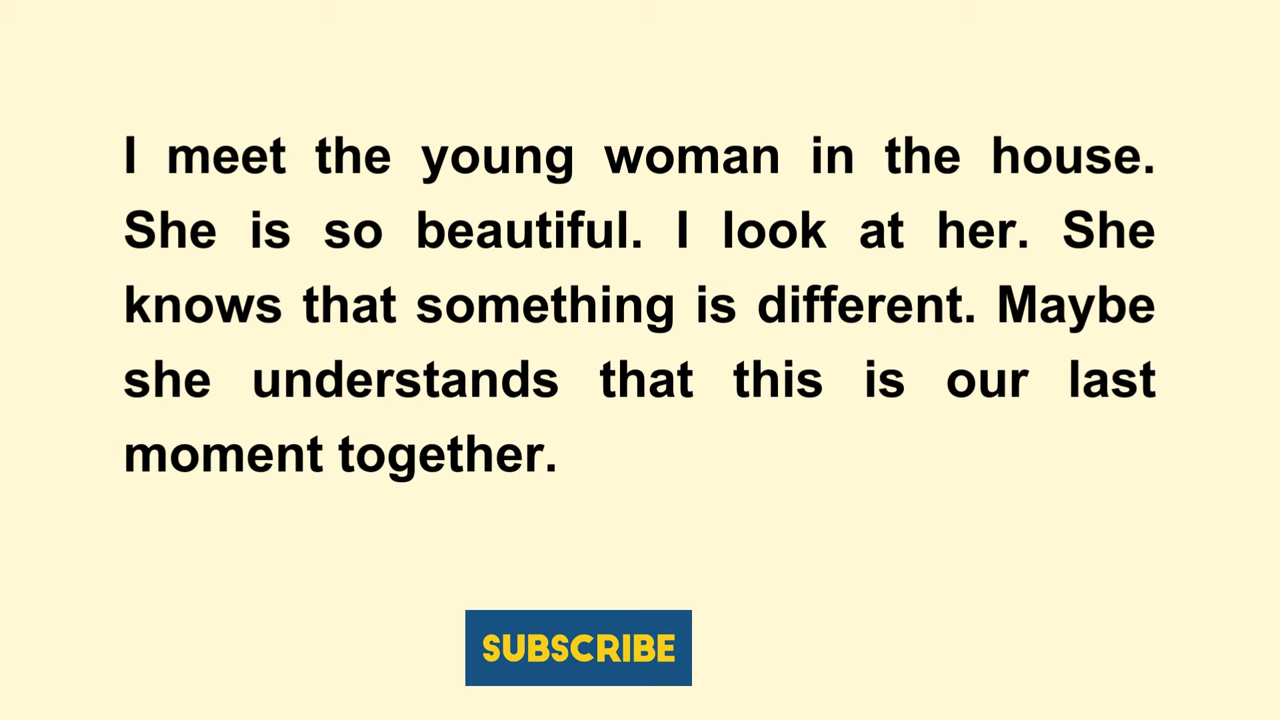 I meet the young woman in the house.
She is so beautiful. I look at her. She
knows that something is different. Maybe
she understands that this is our last
moment together.
SUBSCRIBE